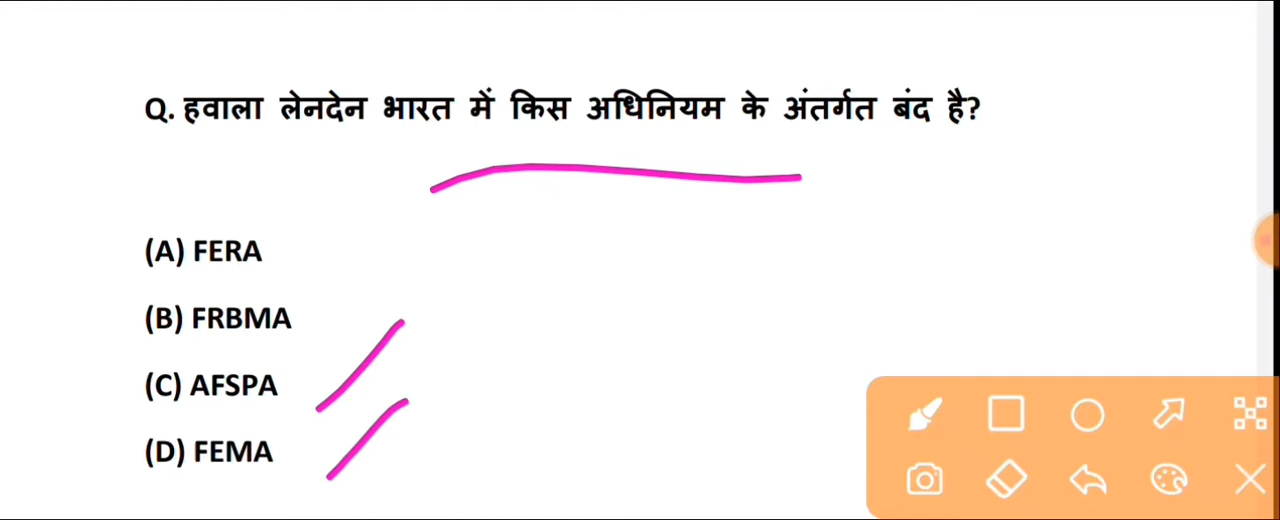 Q. हवाला लेनदेन भारत में किस अधिनियम के अंतर्गत बंद है?
(A) FERA
(B) FRBMA
(C) AFSPA
(D) FEMA